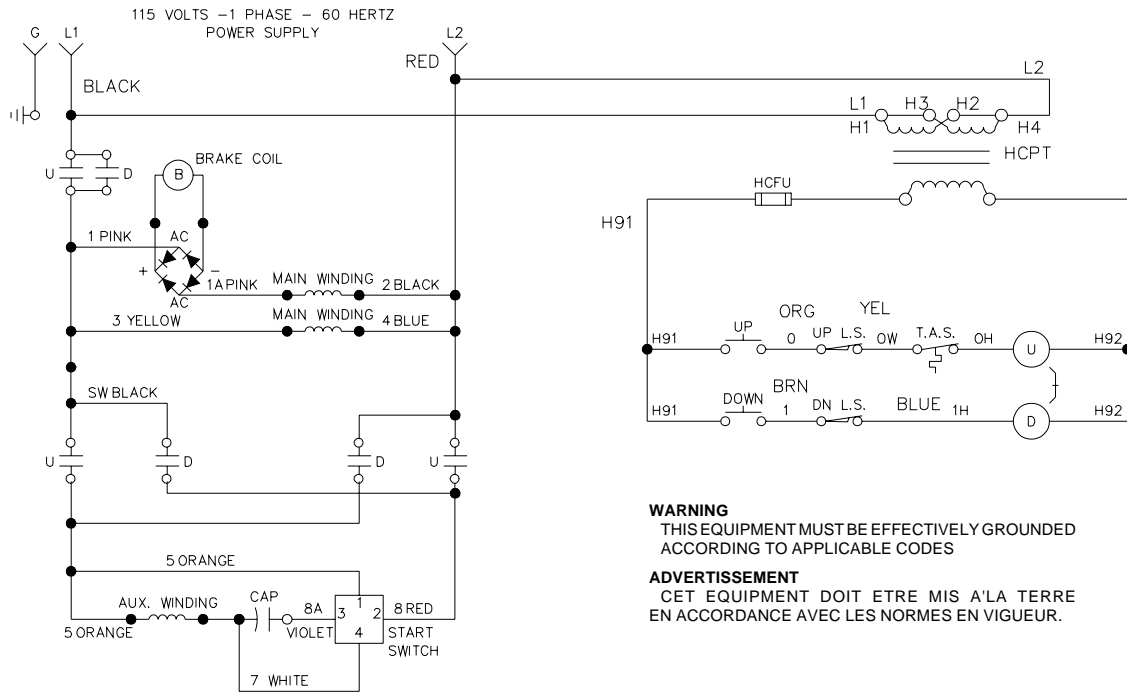 115 VOLTS –1 PHASE – 60 HERTZ
POWER SUPPLY
G
L1
L2
BLACK
RED
L2
L1
H3
H2
H1
H4
HCPT
U
D
BRAKE COIL
B
HCFU
H91
1 PINK
AC
+
–
AC
1A PINK
MAIN WINDING
2 BLACK
3 YELLOW
MAIN WINDING
4 BLUE
ORG
YEL
H91
UP
0
UP L.S.
0W
T.A.S.
0H
U
H92
SW BLACK
BRN
BLUE
H91
DOWN
1
DN L.S.
1H
D
H92
U
D
D
U
WARNING
THIS EQUIPMENT MUST BE EFFECTIVELY GROUNDED
ACCORDING TO APPLICABLE CODES
ADVERTISSEMENT
CET EQUIPMENT DOIT ETRE MIS A'LA TERRE
EN ACCORDANCE AVEC LES NORMES EN VIGUEUR.
5 ORANGE
AUX. WINDING
CAP
8A
1
3 2
4
8 RED
5 ORANGE
VIOLET
START
SWITCH
7 WHITE